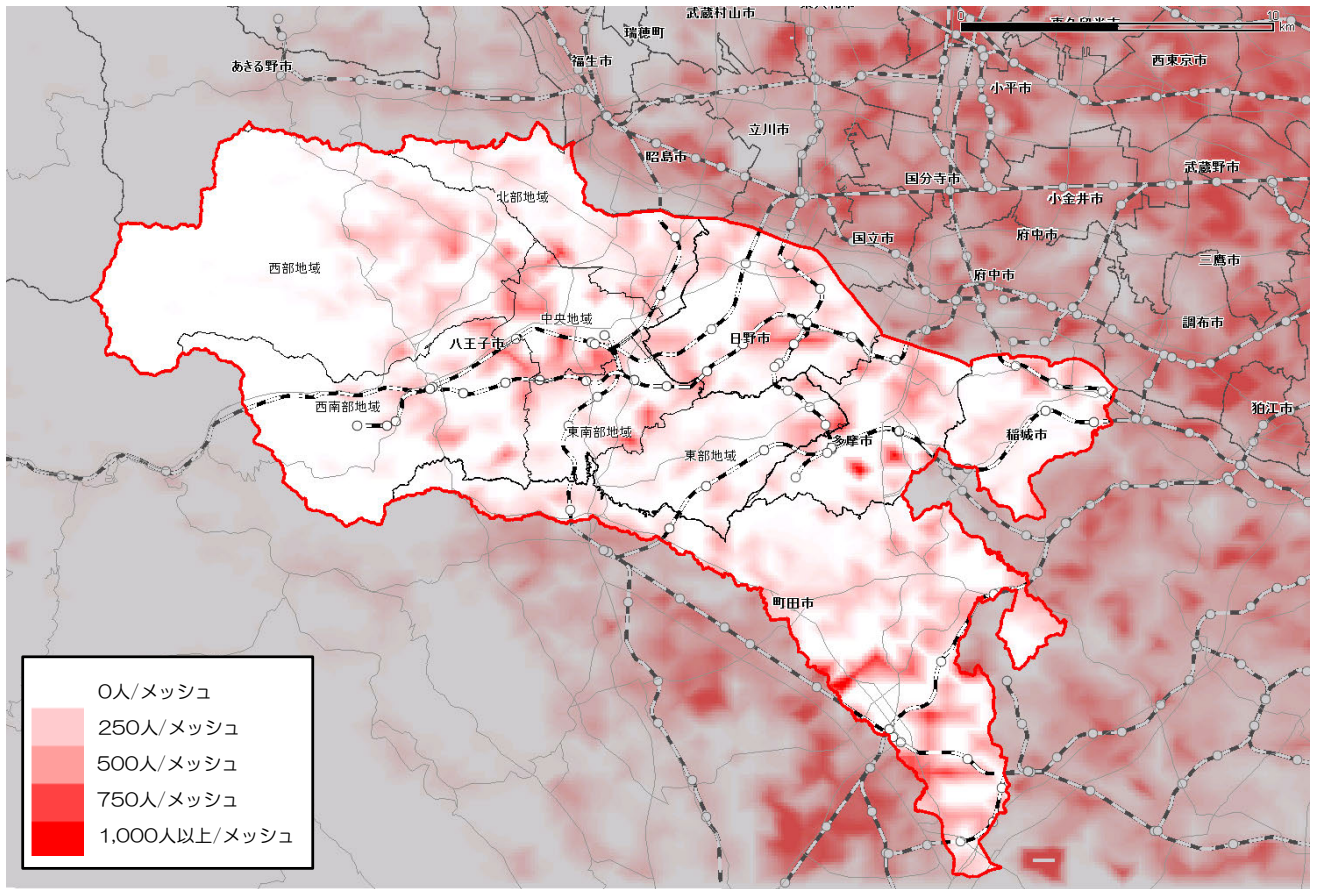 武蔵村山市
瑞穂町
0
10
km
あきる野市
福生市
西東京市
小平市
立川市
昭島市
武蔵野市
国分寺市
小金井市
北部地域
国立市
府中市
西部地域
府中市
三鷹市
中央地域
調布市
八王子市
日野市
西南部地域
狛江市
東南部地域
稲城市
多摩市
東部地域
町田市
0人/メッシュ
250人/メッシュ
500人/メッシュ
750人/メッシュ
1,000人以上/メッシュ